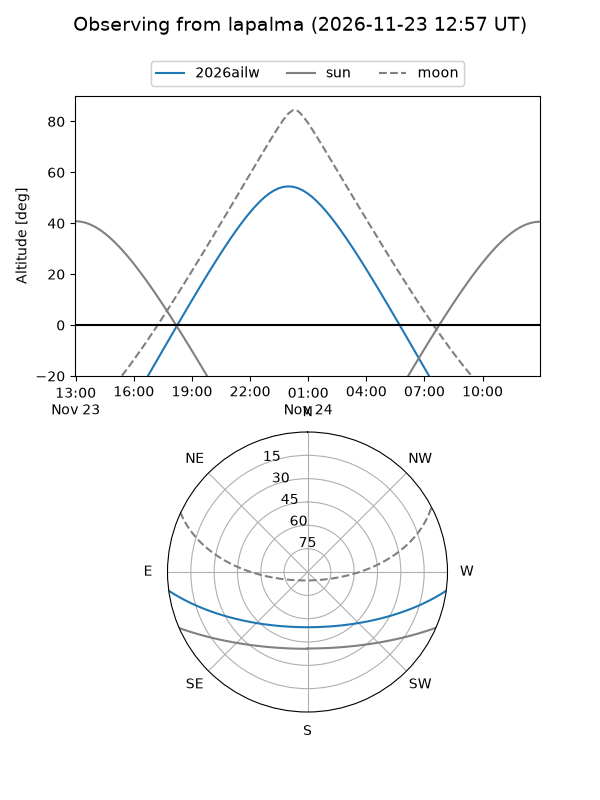 Observing from lapalma (2026-11-23 12:57 UT)
2026ailw sun moon
Altitude [deg]
80
60
40
20
0
−20
13:00 16:00 19:00 22:00 01:00 04:00 07:00 10:00
Nov 23 Nov 24
N
NE NW
15
30
45
60
75
E W
SE SW
S